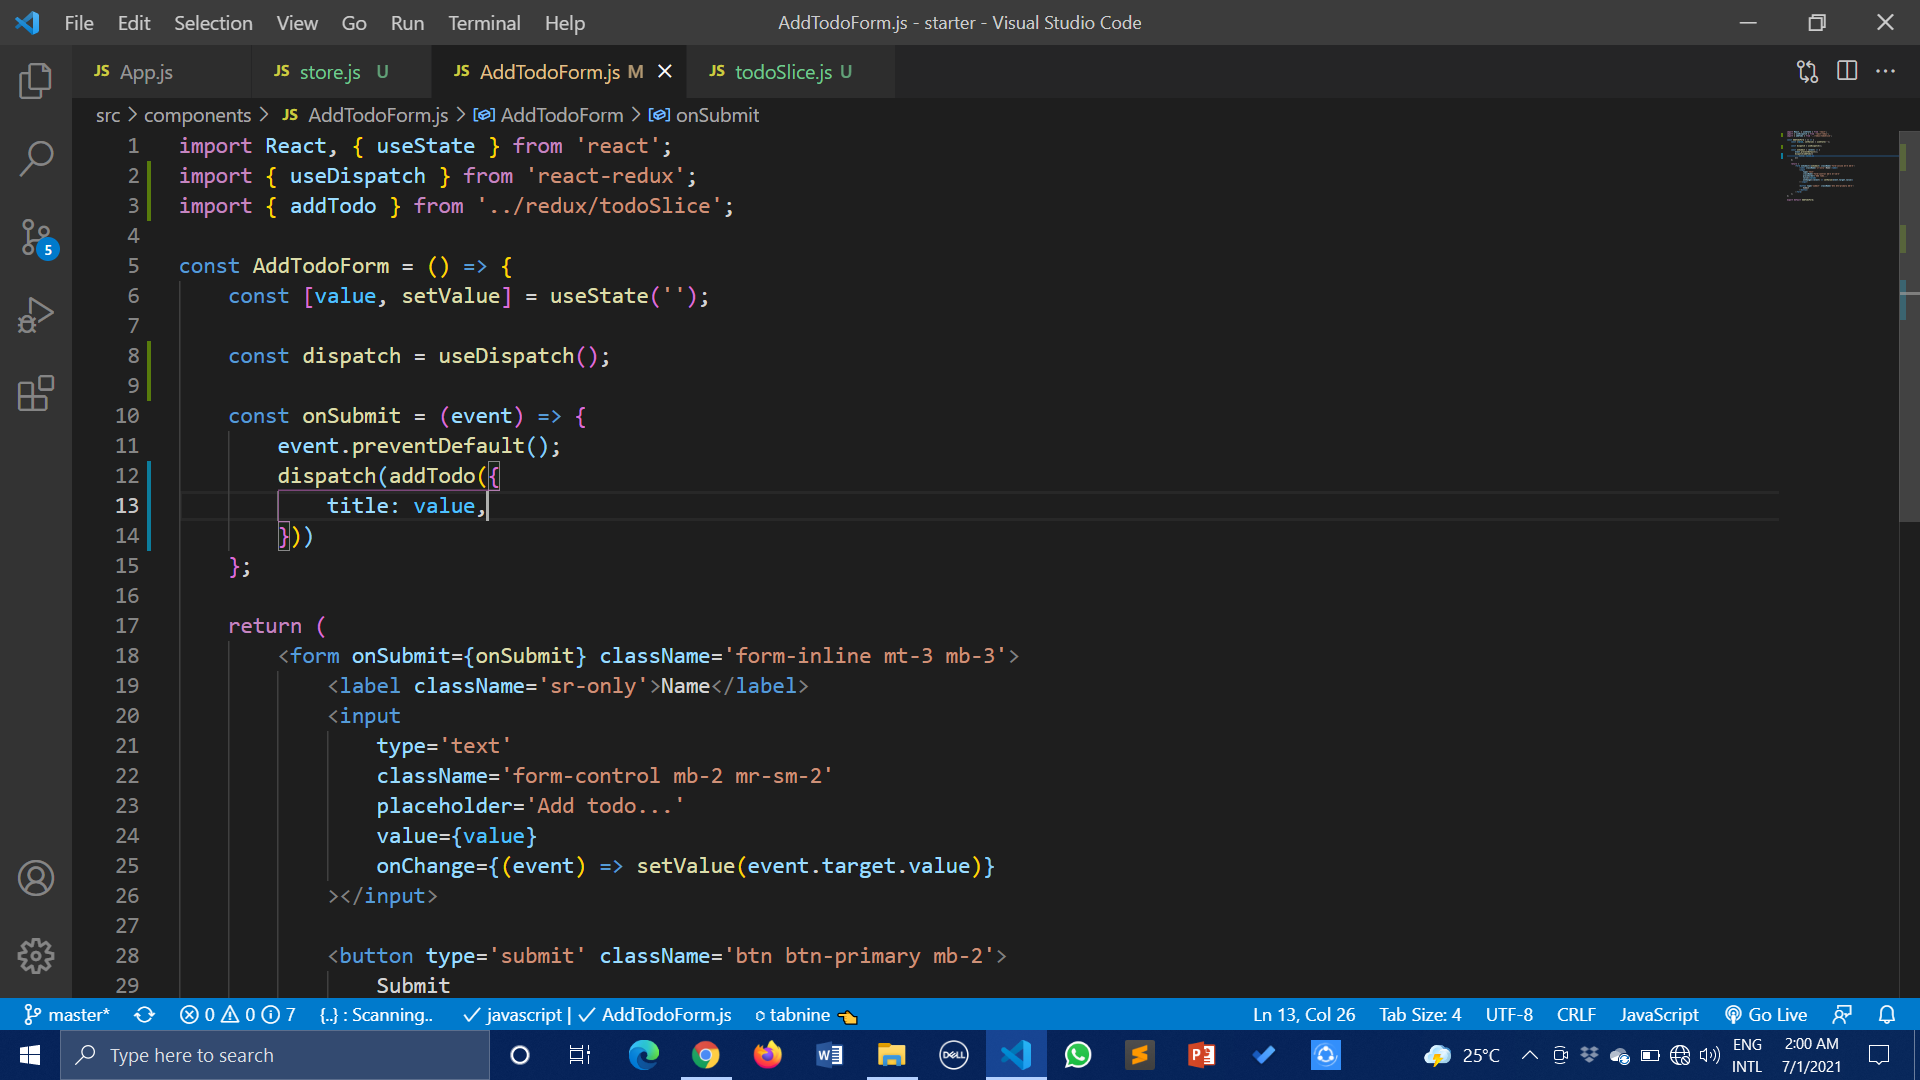 File Edit Selection View Go Run Terminal Help AddTodoForm.js - starter - Visual Studio Code
JS App.js JS store.js U JS AddTodoForm.js M JS todoSlice.js U
src > components > JS AddTodoForm.js > AddTodoForm > onSubmit
1 import React, { useState } from 'react';
2 import { useDispatch } from 'react-redux';
3 import { addTodo } from '../redux/todoSlice';
4
5 const AddTodoForm = () => {
6 const [value, setValue] = useState('');
7
8 const dispatch = useDispatch();
9
10 const onSubmit = (event) => {
11 event.preventDefault();
12 dispatch(addTodo({
13 title: value,
14 }))
15 };
16
17 return (
18 <form onSubmit={onSubmit} className='form-inline mt-3 mb-3'>
19 <label className='sr-only'>Name</label>
20 <input
21 type='text'
22 className='form-control mb-2 mr-sm-2'
23 placeholder='Add todo...'
24 value={value}
25 onChange={(event) => setValue(event.target.value)}
26 ></input>
27
28 <button type='submit' className='btn btn-primary mb-2'>
29 Submit
5
master* 0 0 7 {..} : Scanning.. javascript | AddTodoForm.js tabnine Ln 13, Col 26 Tab Size: 4 UTF-8 CRLF JavaScript Go Live
Type here to search DELL 25°C ENG 2:00 AM
INTL 7/1/2021